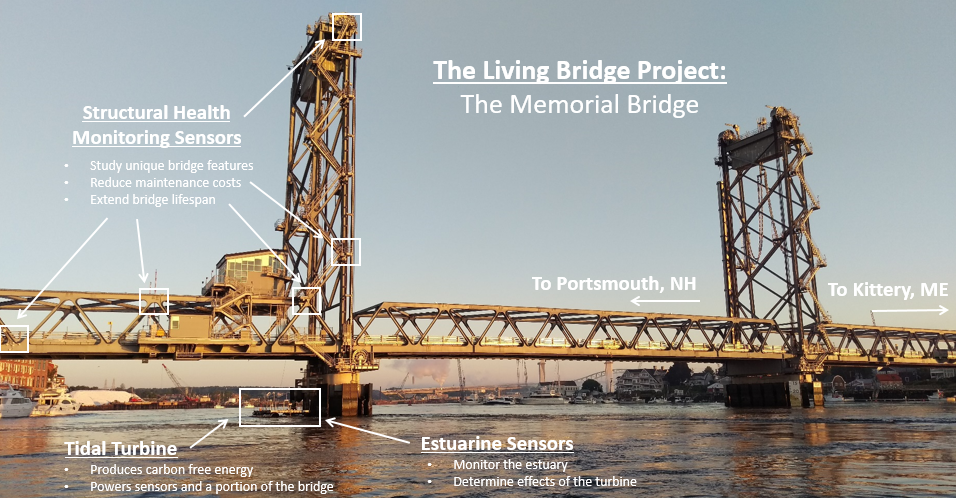 The Living Bridge Project:
The Memorial Bridge
Structural Health
Monitoring Sensors
• Study unique bridge features
• Reduce maintenance costs
• Extend bridge lifespan
To Portsmouth, NH
To Kittery, ME
Tidal Turbine
• Produces carbon free energy
• Powers sensors and a portion of the bridge
Estuarine Sensors
• Monitor the estuary
• Determine effects of the turbine